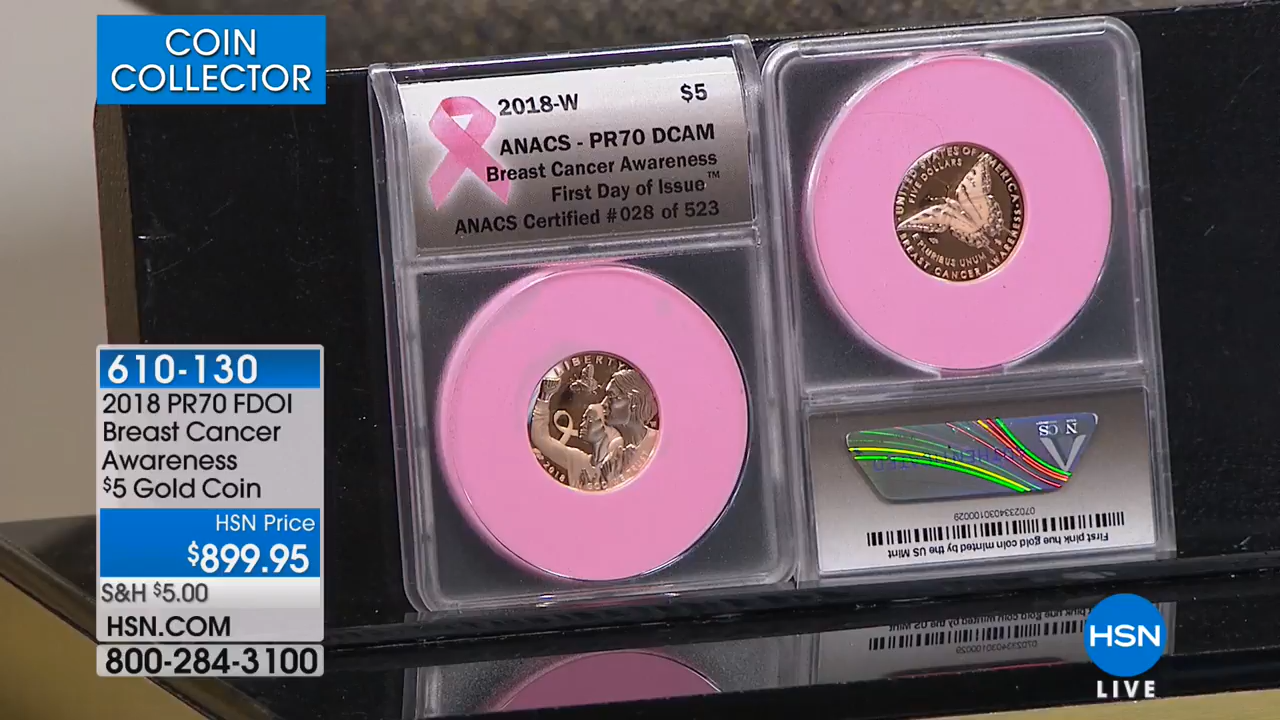 COIN
COLLECTOR
610-130
2018 PR70 FDOI
Breast Cancer
Awareness
$5 Gold Coin
HSN Price
$899.95
S&H $5.00
HSN.COM
800-284-3100
2018-W $5
ANACS - PR70 DCAM
Breast Cancer Awareness
First Day of Issue™
ANACS Certified #028 of 523
LIBERTY
2018
UNITED STATES OF AMERICA
FIVE DOLLARS
E PLURIBUS UNUM
BREAST CANCER AWARENESS
0702334030100029
First pink hue gold coin minted by the US Mint
HSN
LIVE